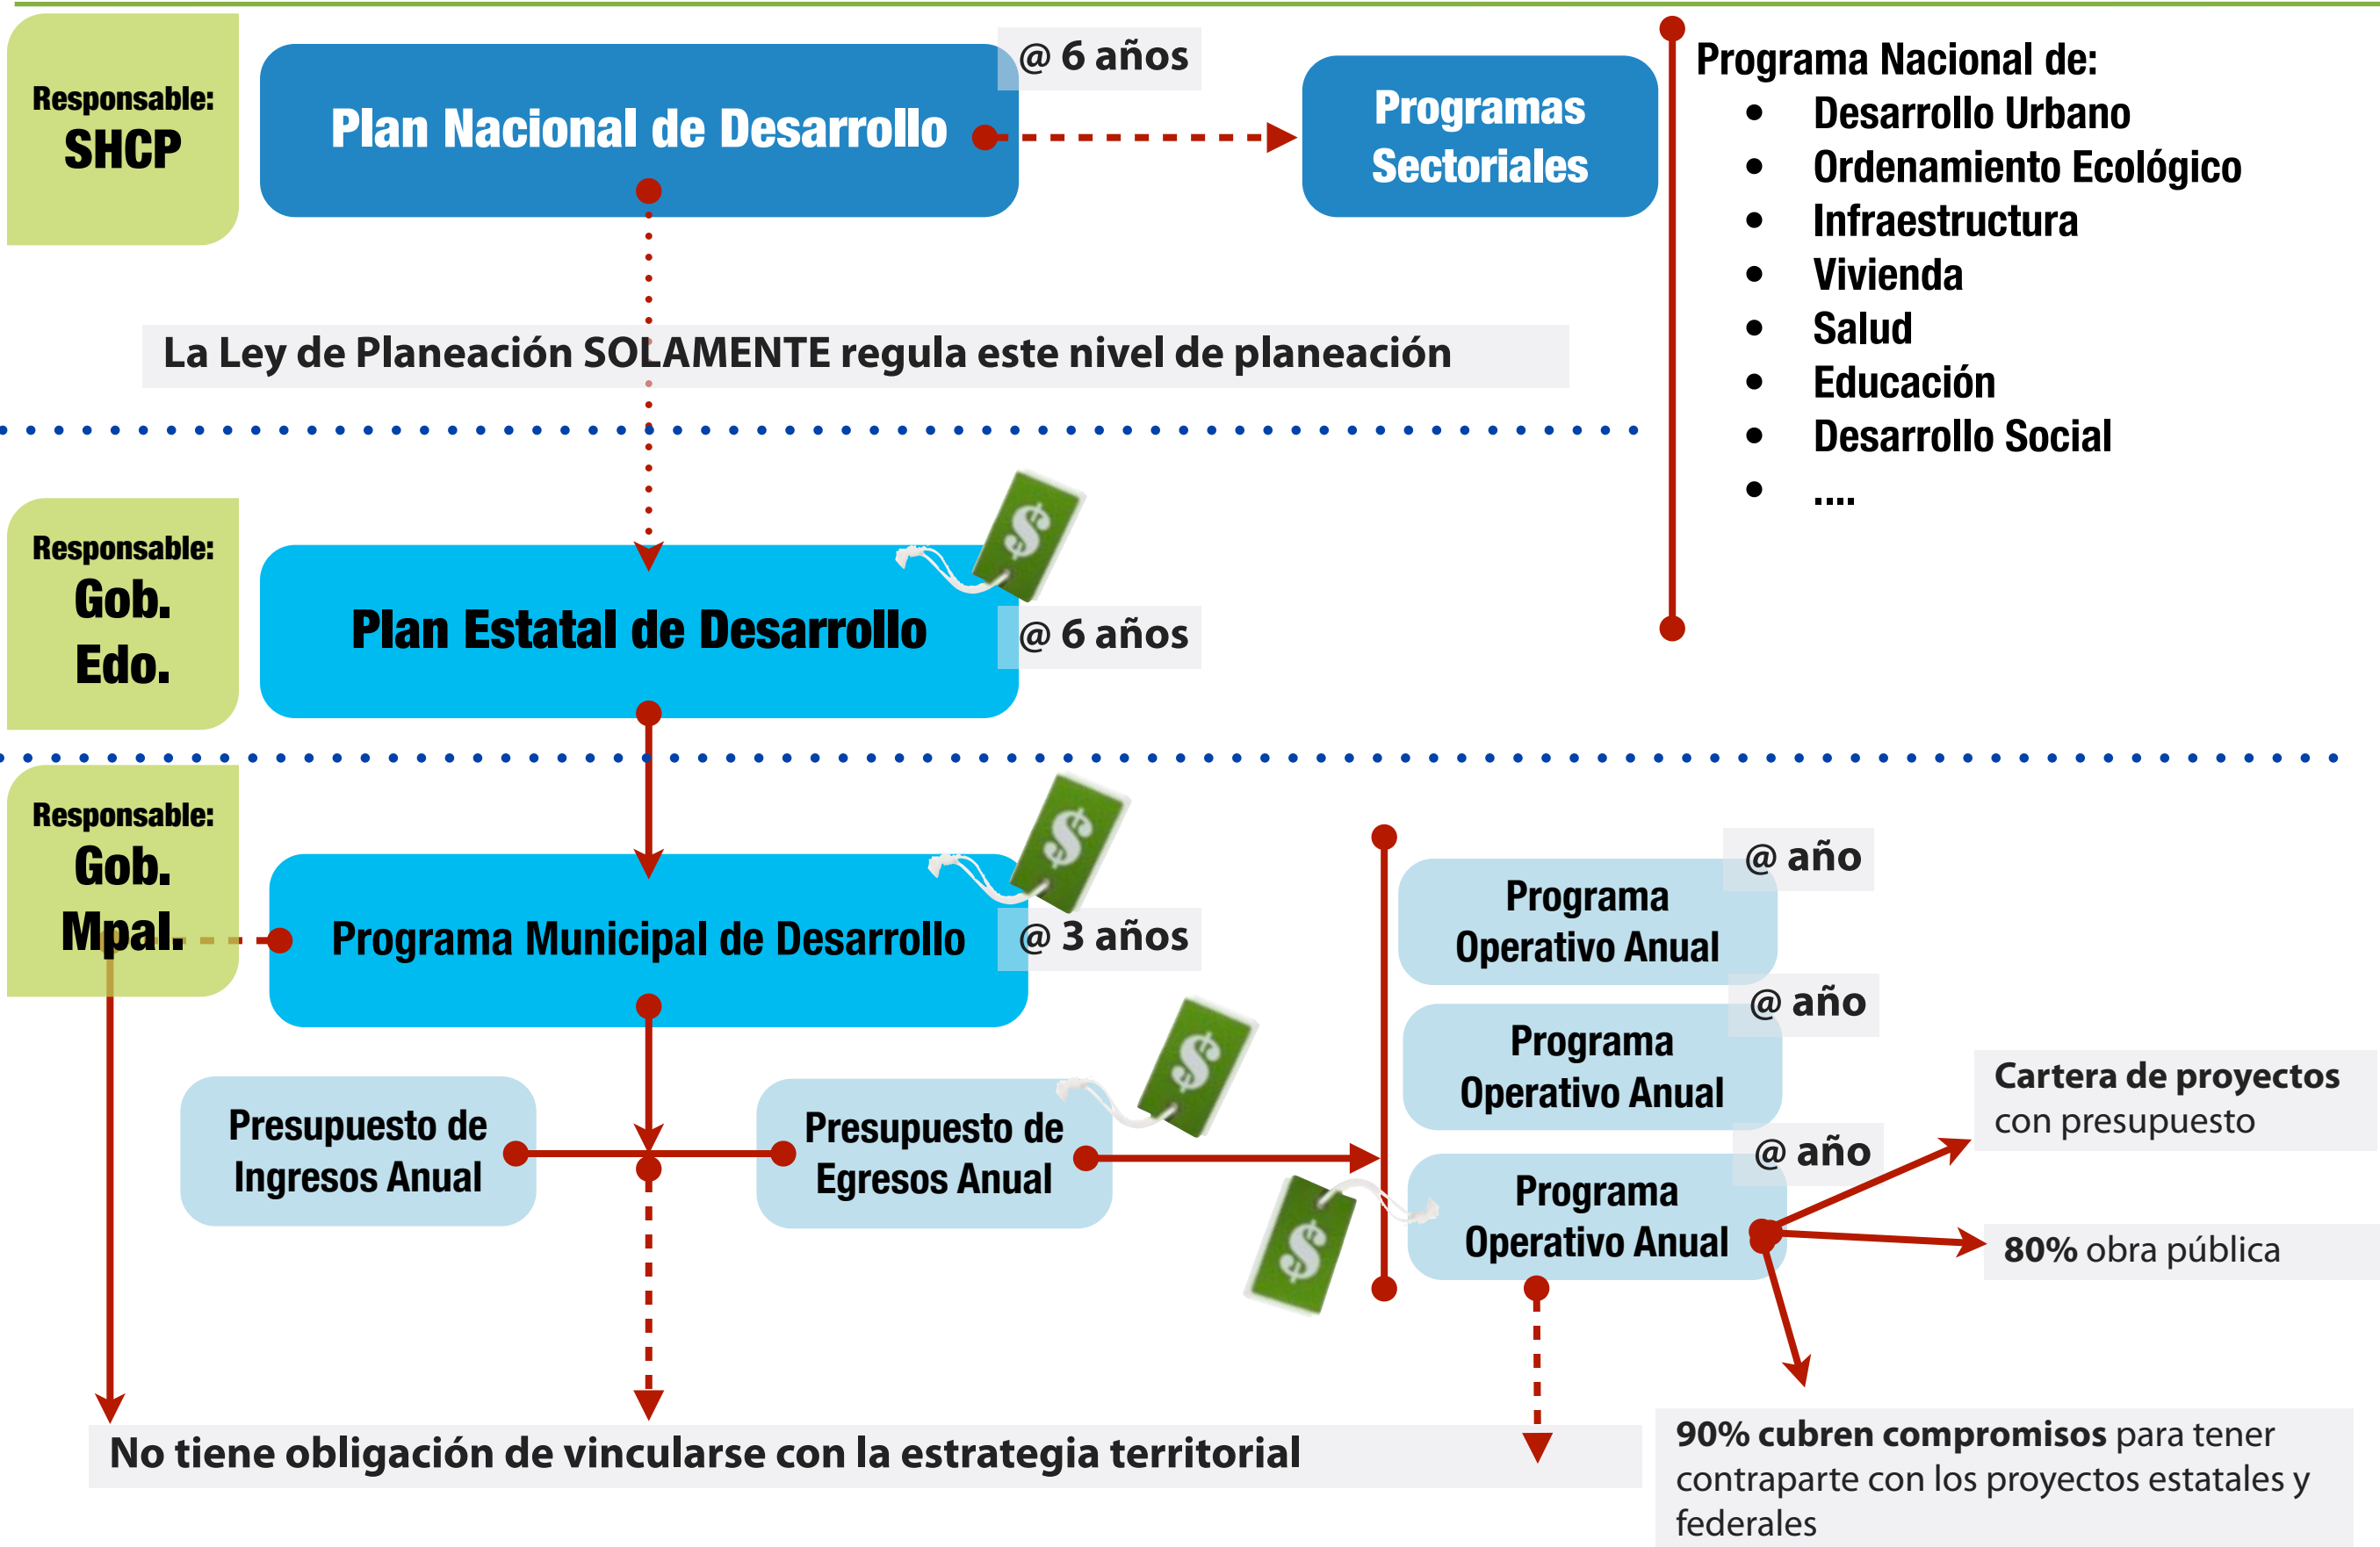 Responsable:
SHCP
Plan Nacional de Desarrollo
@ 6 años
Programas
Sectoriales
Programa Nacional de:
• Desarrollo Urbano
• Ordenamiento Ecológico
• Infraestructura
• Vivienda
• Salud
• Educación
• Desarrollo Social
• ....
La Ley de Planeación SOLAMENTE regula este nivel de planeación
Responsable:
Gob.
Edo.
Plan Estatal de Desarrollo
$
@ 6 años
Responsable:
Gob.
Mpal.
Programa Municipal de Desarrollo
$
@ 3 años
Presupuesto de
Ingresos Anual
Presupuesto de
Egresos Anual
$
@ año
Programa
Operativo Anual
@ año
Programa
Operativo Anual
@ año
Programa
Operativo Anual
$
Cartera de proyectos
con presupuesto
80% obra pública
90% cubren compromisos para tener
contraparte con los proyectos estatales y
federales
No tiene obligación de vincularse con la estrategia territorial